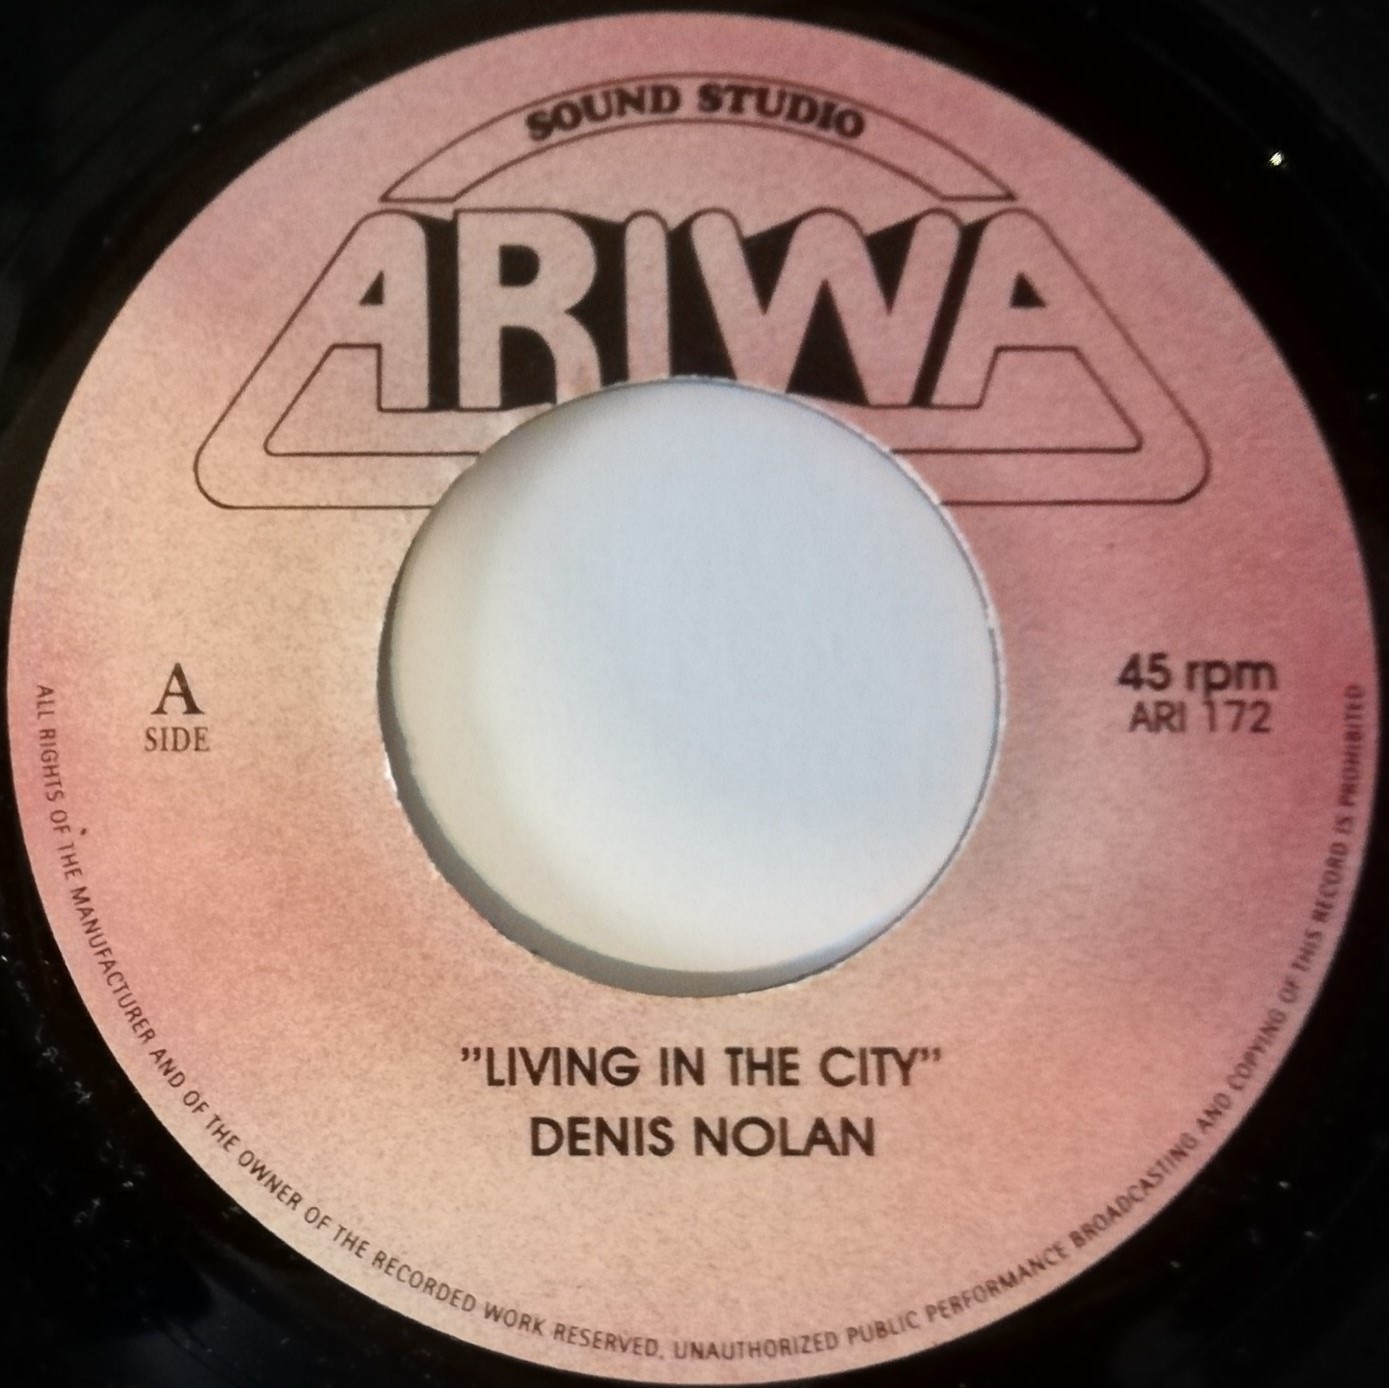 SOUND STUDIO
ARIWA
A
SIDE
45 rpm
ARI 172
"LIVING IN THE CITY"
DENIS NOLAN
ALL RIGHTS OF THE MANUFACTURER AND OF THE OWNER OF THE RECORDED WORK RESERVED, UNAUTHORIZED PUBLIC PERFORMANCE BROADCASTING AND COPYING OF THIS RECORD IS PROHIBITED